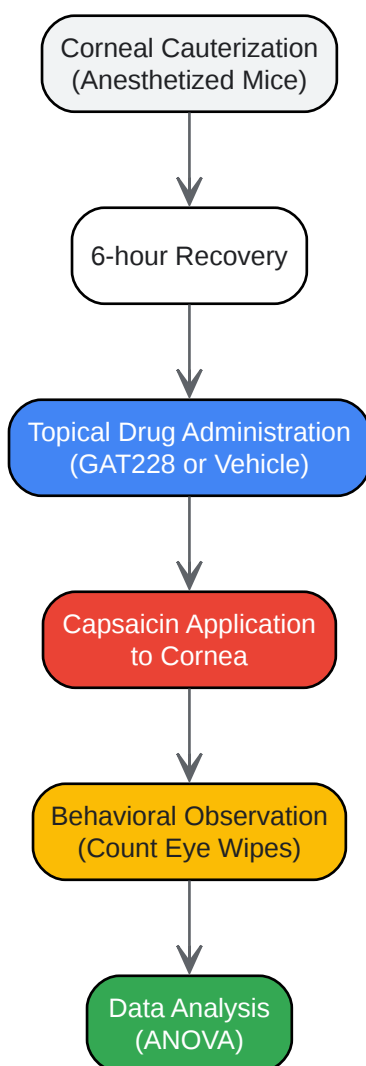 Corneal Cauterization
(Anesthetized Mice)
6-hour Recovery
Topical Drug Administration
(GAT228 or Vehicle)
Capsaicin Application
to Cornea
Behavioral Observation
(Count Eye Wipes)
Data Analysis
(ANOVA)